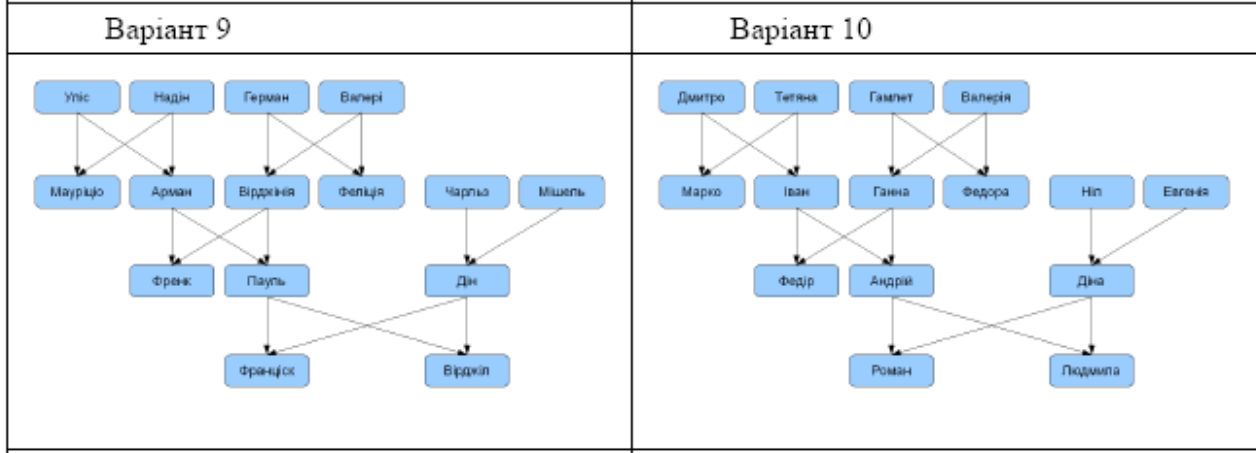 Варіант 9
Уліс Надін Герман Валері
Мауріціо Арман Вірджінія Феліція Чарльз Мішель
Френк Пауль Дін
Франціск Вірджіл
Варіант 10
Дмитро Тетяна Гамлет Валерія
Марко Іван Ганна Федора Ніл Евгенія
Федір Андрій Діна
Роман Людмила